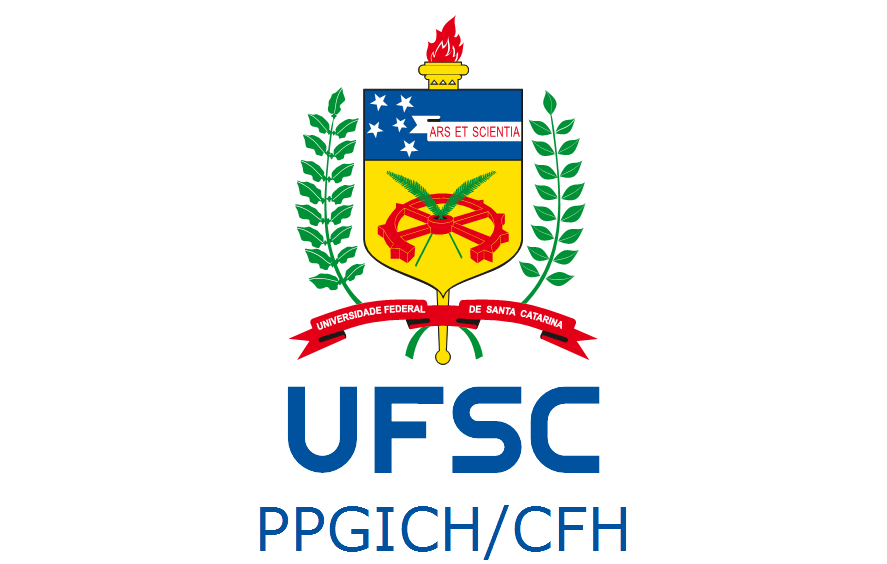 ARS ET SCIENTIA
UNIVERSIDADE FEDERAL DE SANTA CATARINA
UFSC
PPGICH/CFH